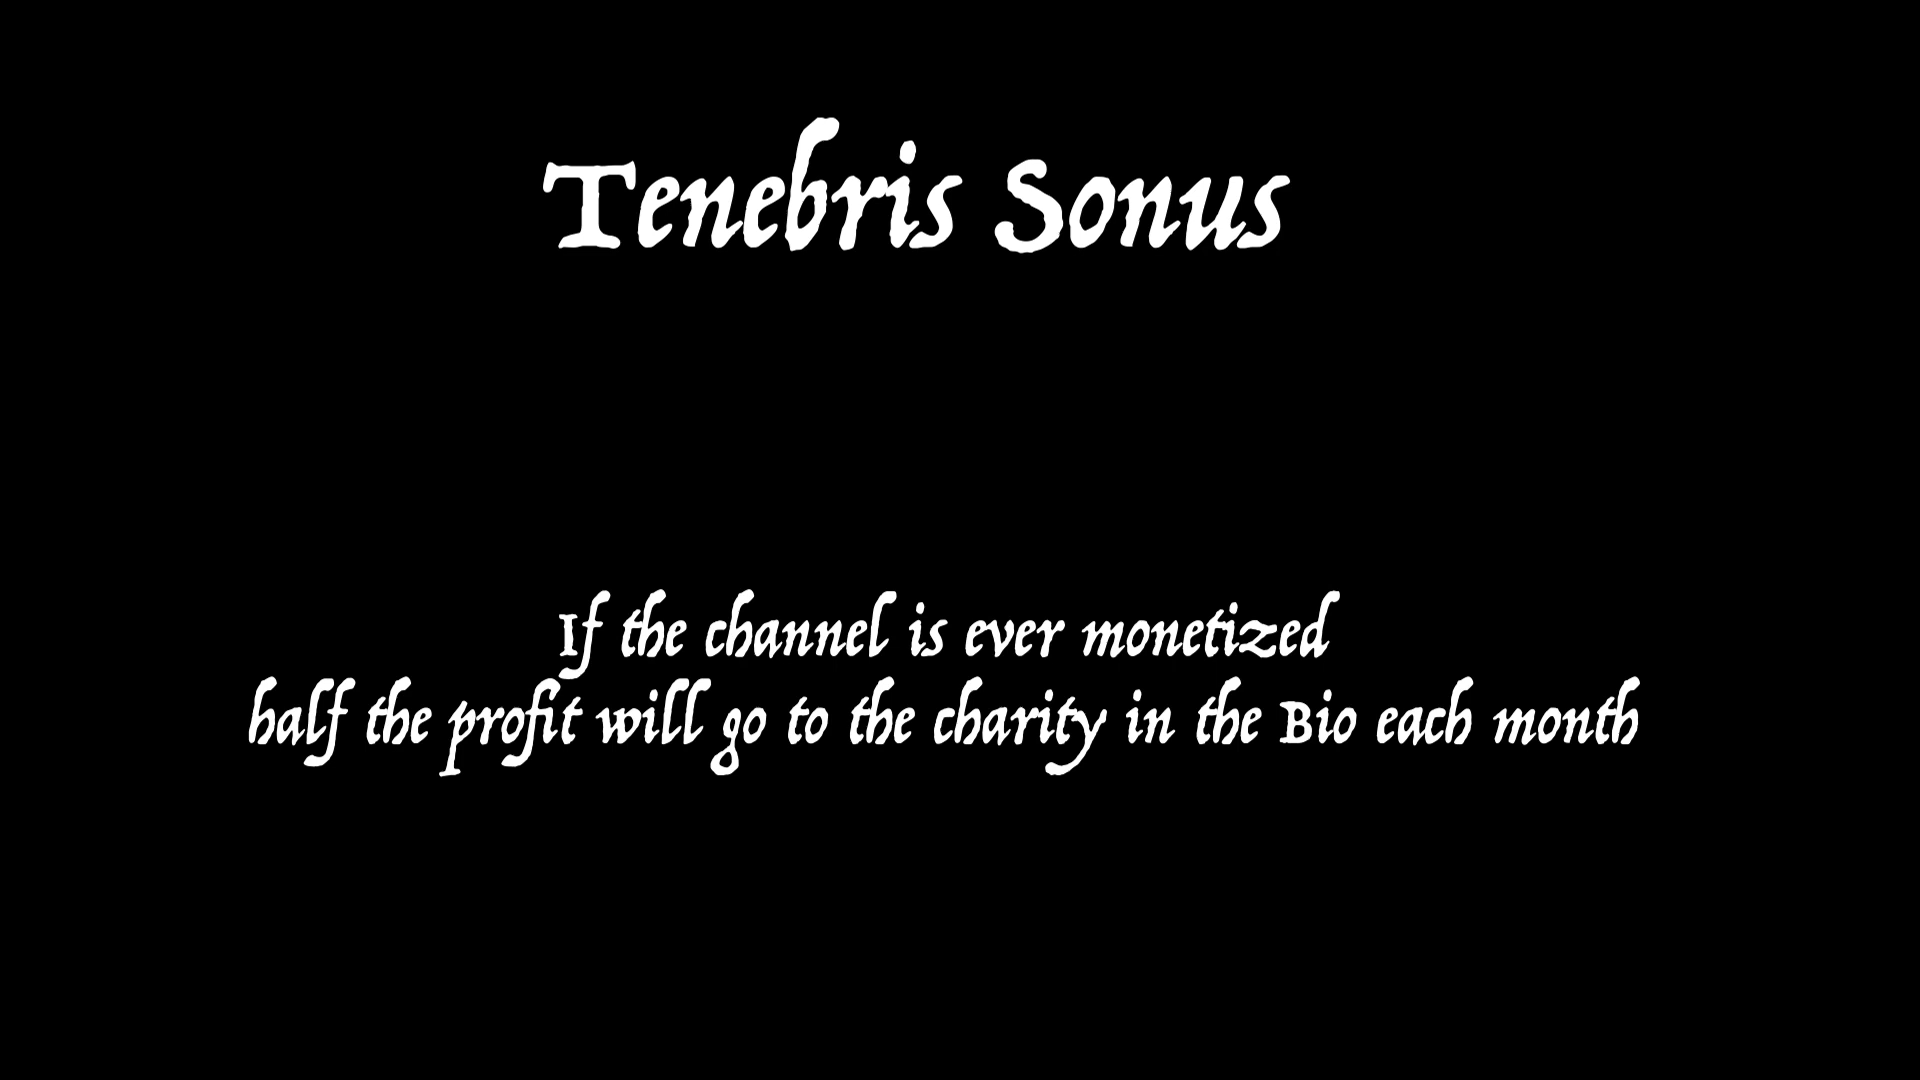 Tenebris Sonus
If the channel is ever monetized
half the profit will go to the charity in the Bio each month